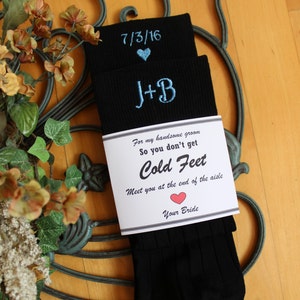 7/3/16
J+B
For my handsome groom
So you don't get
Cold Feet
Meet you at the end of the aisle
Your Bride